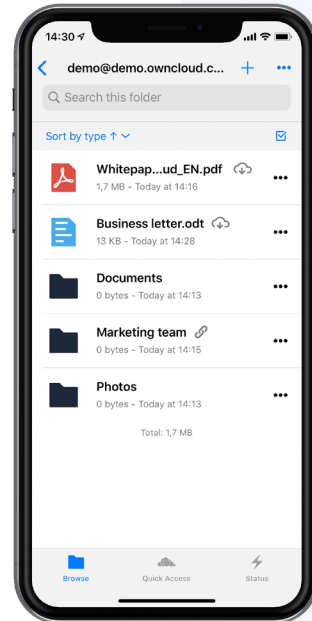 14:30
demo@demo.owncloud.c...
Search this folder
Sort by type ↑
Whitepap...ud_EN.pdf
1,7 MB - Today at 14:16
Business letter.odt
13 KB - Today at 14:28
Documents
0 bytes - Today at 14:13
Marketing team
0 bytes - Today at 14:15
Photos
0 bytes - Today at 14:13
Total: 1,7 MB
Browse
Quick Access
Status